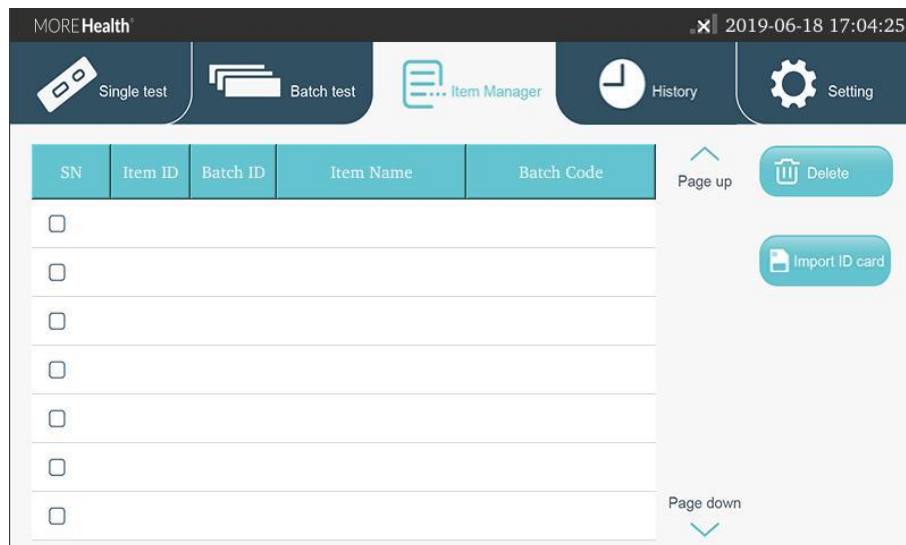 MOREHealth® 2019-06-18 17:04:25
Single test Batch test Item Manager History Setting
SN Item ID Batch ID Item Name Batch Code
Page up
Delete
Import ID card
Page down